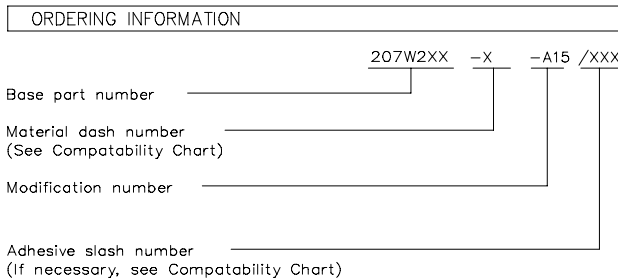 ORDERING INFORMATION
207W2XX -X -A15 /XXX
Base part number
Material dash number
(See Compatability Chart)
Modification number
Adhesive slash number
(If necessary, see Compatability Chart)